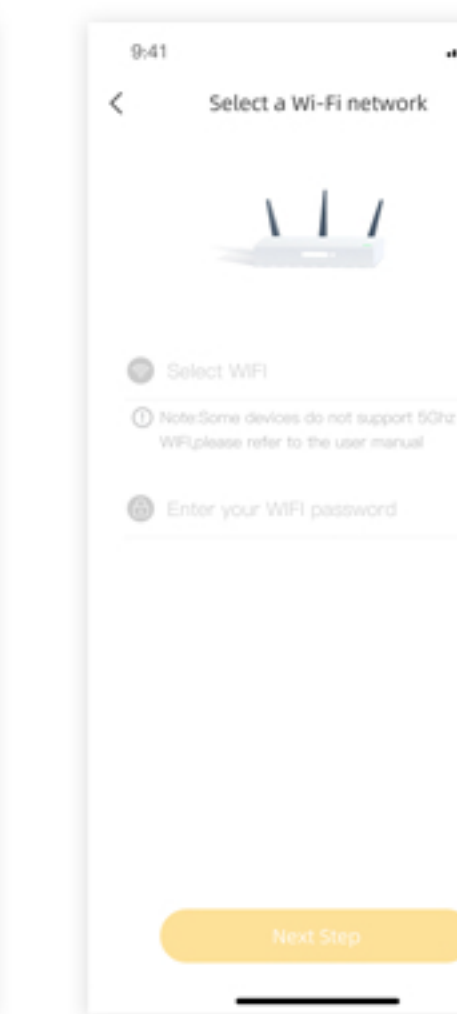 9:41
Select a Wi-Fi network
Select WIFI
Note:Some devices do not support 5Ghz
WIFI,please refer to the user manual
Enter your WIFI password
Next Step